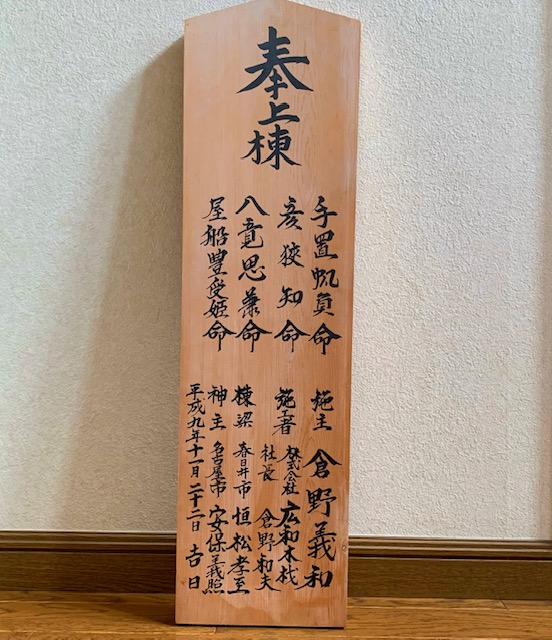 奉上棟
手置帆負命
彦狭知命
八意思兼命
屋船豊受姫命
施主 倉野義和
施工者 株式会社 広和木材
社長 倉野和夫
棟梁 春日井市 恒松孝至
神主 名古屋市 安保義照
平成九年十一月二十二日 吉日